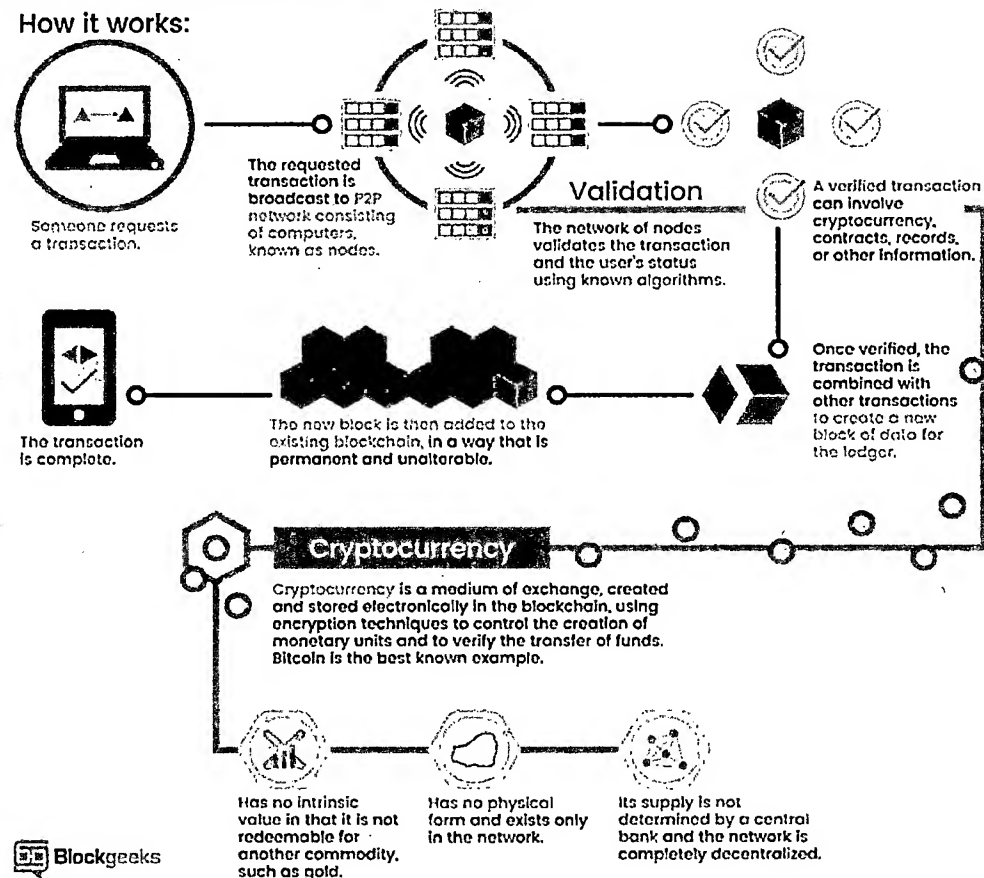 How it works:
Someone requests
a transaction.
The requested
transaction is
broadcast to P2P
network consisting
of computers,
known as nodes.
Validation
The network of nodes
validates the transaction
and the user's status
using known algorithms.
A verified transaction
can involve
cryptocurrency,
contracts, records,
or other information.
Once verified, the
transaction is
combined with
other transactions
to create a new
block of data for
the ledger.
The new block is then added to the
existing blockchain, in a way that is
permanent and unalterable.
The transaction
is complete.
Cryptocurrency
Cryptocurrency is a medium of exchange, created
and stored electronically in the blockchain, using
encryption techniques to control the creation of
monetary units and to verify the transfer of funds.
Bitcoin is the best known example.
Has no intrinsic
value in that it is not
redeemable for
another commodity,
such as gold.
Has no physical
form and exists only
in the network.
Its supply is not
determined by a central
bank and the network is
completely decentralized.
Blockgeeks